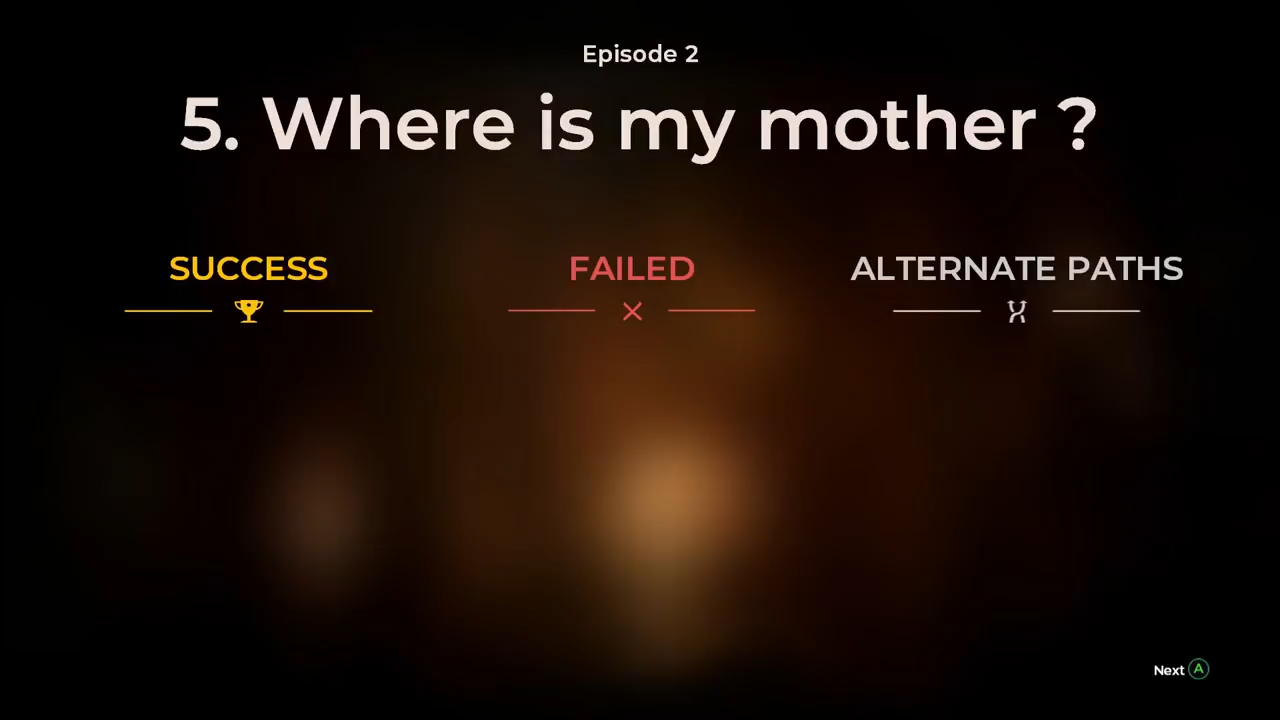 Episode 2
5. Where is my mother ?
SUCCESS
FAILED
ALTERNATE PATHS
Next A